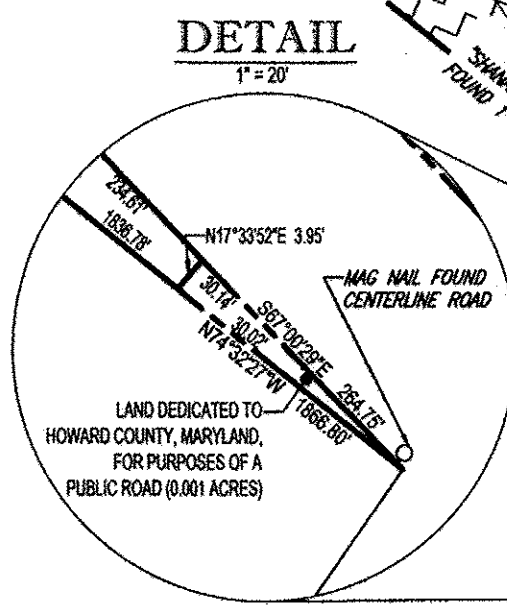 DETAIL
1" = 20'
FOUND
234.61'
1836.78'
N17°33'52"E 3.95'
30.14'
S67°00'29"E
264.75'
30.02'
N74°32'27"W
1866.80'
MAG NAIL FOUND
CENTERLINE ROAD
LAND DEDICATED TO
HOWARD COUNTY, MARYLAND,
FOR PURPOSES OF A
PUBLIC ROAD (0.001 ACRES)